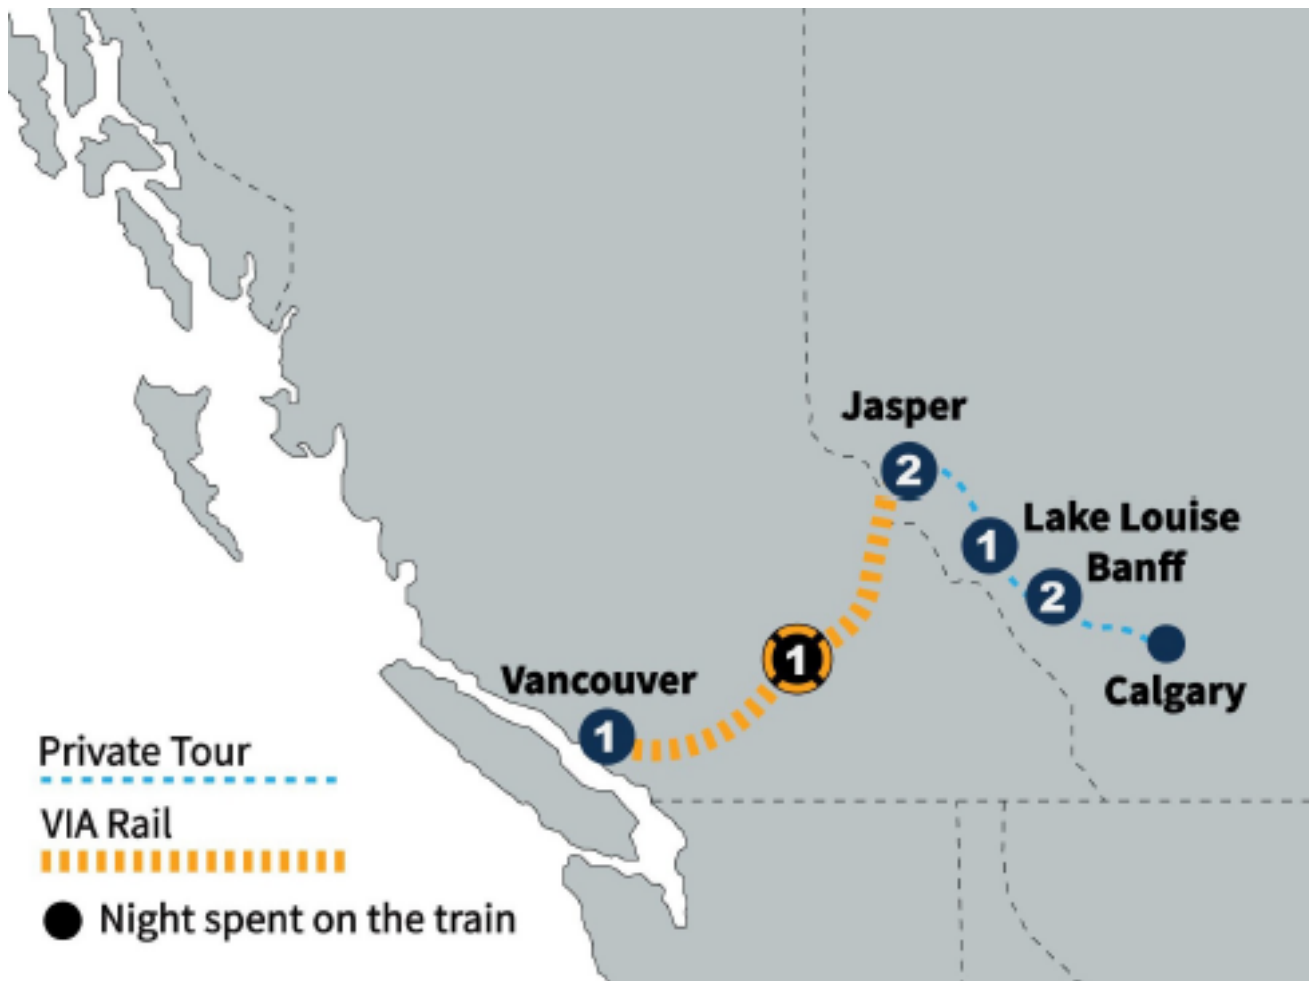 Jasper
2
Lake Louise
1
Banff
2
1
Vancouver
Calgary
1
Private Tour
VIA Rail
Night spent on the train